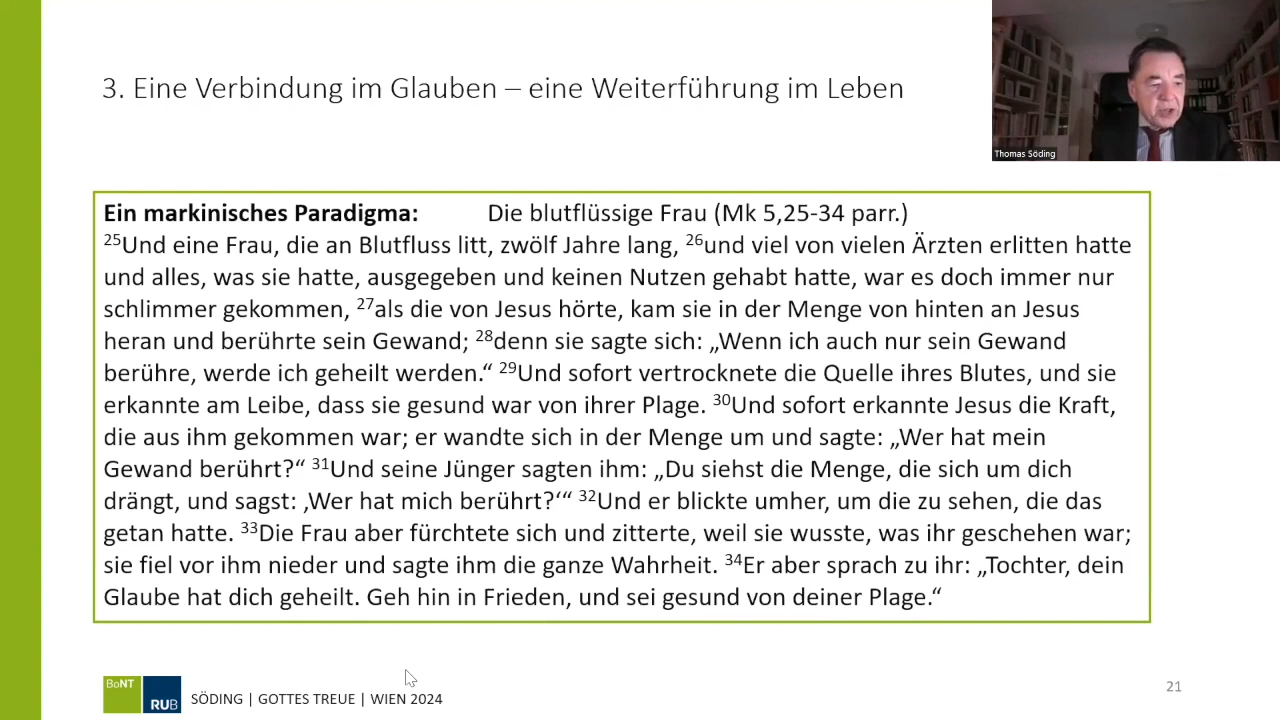 3. Eine Verbindung im Glauben – eine Weiterführung im Leben
Thomas Söding
Ein markinisches Paradigma: Die blutflüssige Frau (Mk 5,25-34 parr.)
²⁵Und eine Frau, die an Blutfluss litt, zwölf Jahre lang, ²⁶und viel von vielen Ärzten erlitten hatte
und alles, was sie hatte, ausgegeben und keinen Nutzen gehabt hatte, war es doch immer nur
schlimmer gekommen, ²⁷als die von Jesus hörte, kam sie in der Menge von hinten an Jesus
heran und berührte sein Gewand; ²⁸denn sie sagte sich: „Wenn ich auch nur sein Gewand
berühre, werde ich geheilt werden.“ ²⁹Und sofort vertrocknete die Quelle ihres Blutes, und sie
erkannte am Leibe, dass sie gesund war von ihrer Plage. ³⁰Und sofort erkannte Jesus die Kraft,
die aus ihm gekommen war; er wandte sich in der Menge um und sagte: „Wer hat mein
Gewand berührt?“ ³¹Und seine Jünger sagten ihm: „Du siehst die Menge, die sich um dich
drängt, und sagst: ‚Wer hat mich berührt?‘“ ³²Und er blickte umher, um die zu sehen, die das
getan hatte. ³³Die Frau aber fürchtete sich und zitterte, weil sie wusste, was ihr geschehen war;
sie fiel vor ihm nieder und sagte ihm die ganze Wahrheit. ³⁴Er aber sprach zu ihr: „Tochter, dein
Glaube hat dich geheilt. Geh hin in Frieden, und sei gesund von deiner Plage.“
BoNT
RUB
SÖDING | GOTTES TREUE | WIEN 2024
21